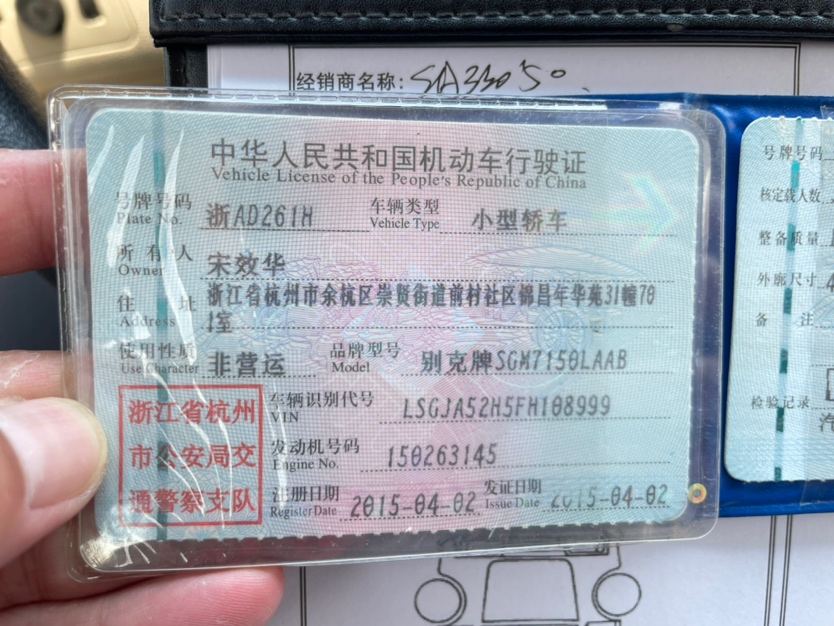 经销商名称：SA33050
中华人民共和国机动车行驶证
Vehicle License of the People's Republic of China
号牌号码 浙AD261H 车辆类型 小型轿车
Plate No. Vehicle Type
所有人 宋效华
Owner
住址 浙江省杭州市余杭区崇贤街道前村社区锦昌年华苑31幢70
Address 1室
使用性质 非营运 品牌型号 别克牌SGM7150LAAB
Use Character Model
浙江省杭州
市公安局交
通警察支队
车辆识别代号 LSGJA52H5FH108999
VIN
发动机号码 150263145
Engine No.
注册日期 2015-04-02 发证日期 2015-04-02
Register Date Issue Date
号牌号码
核定载人数
整备质量
外廓尺寸 4
备注
检验记录